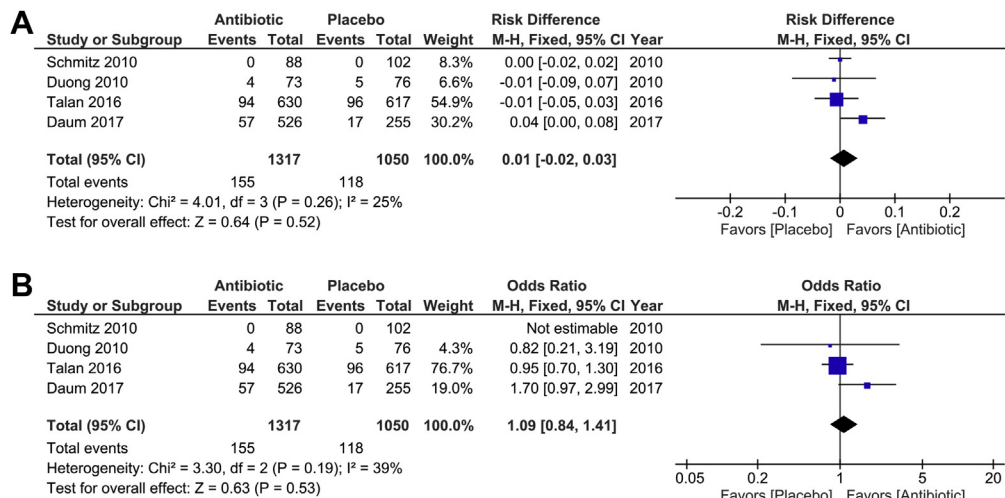 A
Antibiotic Placebo Risk Difference Risk Difference
Study or Subgroup Events Total Events Total Weight M-H, Fixed, 95% CI Year M-H, Fixed, 95% CI
Schmitz 2010 0 88 0 102 8.3% 0.00 [-0.02, 0.02] 2010
Duong 2010 4 73 5 76 6.6% -0.01 [-0.09, 0.07] 2010
Talan 2016 94 630 96 617 54.9% -0.01 [-0.05, 0.03] 2016
Daum 2017 57 526 17 255 30.2% 0.04 [0.00, 0.08] 2017
Total (95% CI) 1317 1050 100.0% 0.01 [-0.02, 0.03]
Total events 155 118
Heterogeneity: Chi² = 4.01, df = 3 (P = 0.26); I² = 25%
Test for overall effect: Z = 0.64 (P = 0.52)
-0.2 -0.1 0 0.1 0.2
Favors [Placebo] Favors [Antibiotic]
B
Antibiotic Placebo Odds Ratio Odds Ratio
Study or Subgroup Events Total Events Total Weight M-H, Fixed, 95% CI Year M-H, Fixed, 95% CI
Schmitz 2010 0 88 0 102 Not estimable 2010
Duong 2010 4 73 5 76 4.3% 0.82 [0.21, 3.19] 2010
Talan 2016 94 630 96 617 76.7% 0.95 [0.70, 1.30] 2016
Daum 2017 57 526 17 255 19.0% 1.70 [0.97, 2.99] 2017
Total (95% CI) 1317 1050 100.0% 1.09 [0.84, 1.41]
Total events 155 118
Heterogeneity: Chi² = 3.30, df = 2 (P = 0.19); I² = 39%
Test for overall effect: Z = 0.63 (P = 0.53)
0.05 0.2 1 5 20
Favors [Placebo] Favors [Antibiotic]